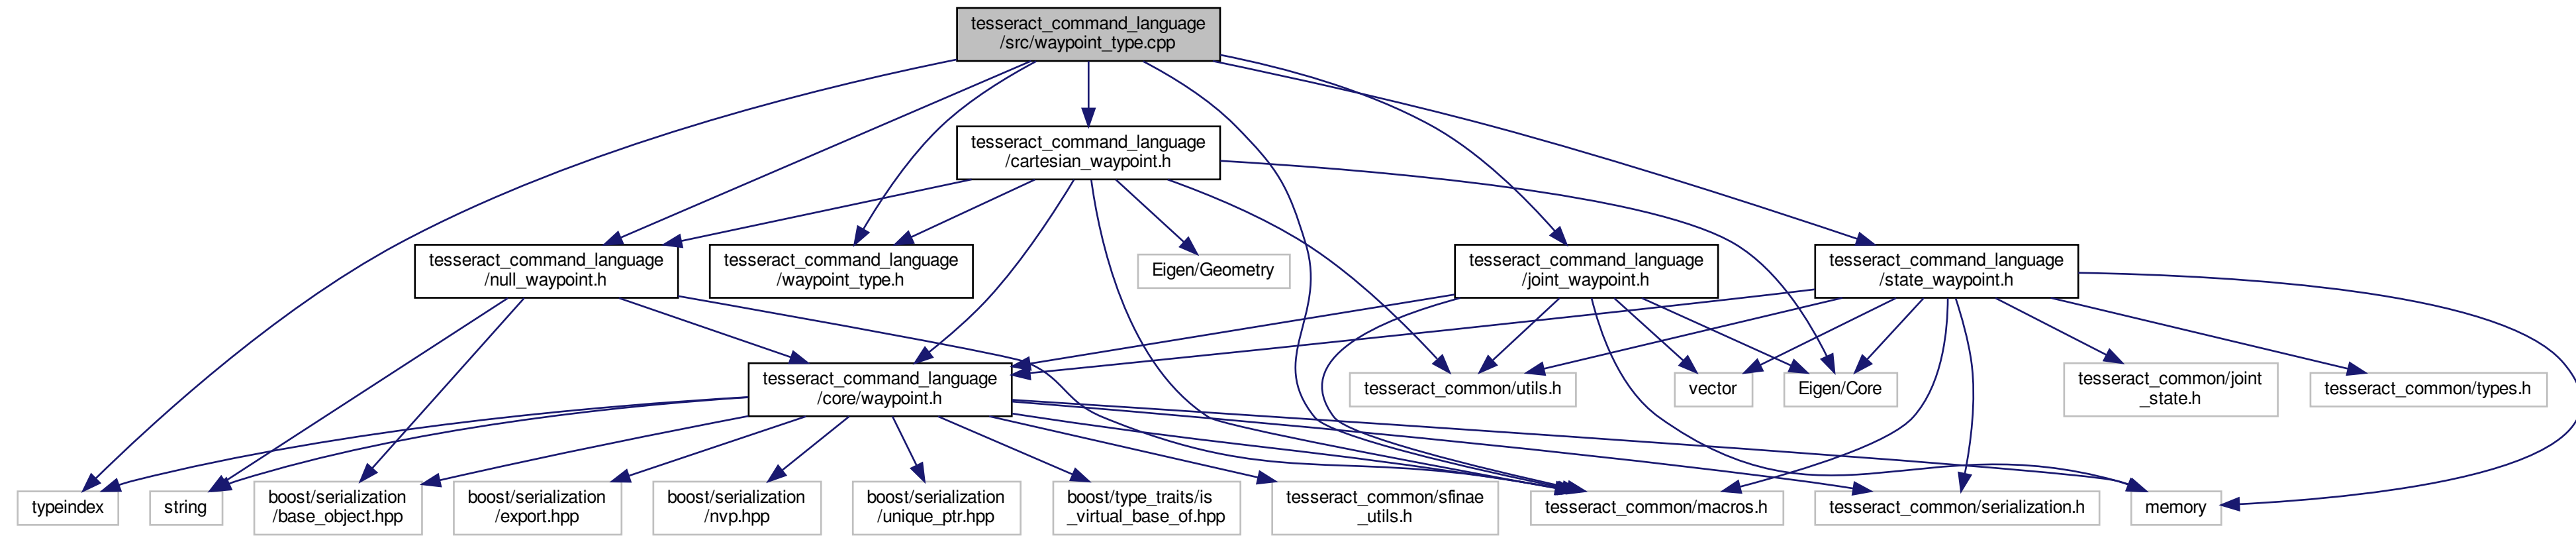 tesseract_command_language
/src/waypoint_type.cpp
tesseract_command_language
/cartesian_waypoint.h
tesseract_command_language
/null_waypoint.h
tesseract_command_language
/waypoint_type.h
Eigen/Geometry
tesseract_command_language
/joint_waypoint.h
tesseract_command_language
/state_waypoint.h
tesseract_command_language
/core/waypoint.h
tesseract_common/utils.h
vector
Eigen/Core
tesseract_common/joint
_state.h
tesseract_common/types.h
typeindex
string
boost/serialization
/base_object.hpp
boost/serialization
/export.hpp
boost/serialization
/nvp.hpp
boost/serialization
/unique_ptr.hpp
boost/type_traits/is
_virtual_base_of.hpp
tesseract_common/sfinae
_utils.h
tesseract_common/macros.h
tesseract_common/serialization.h
memory